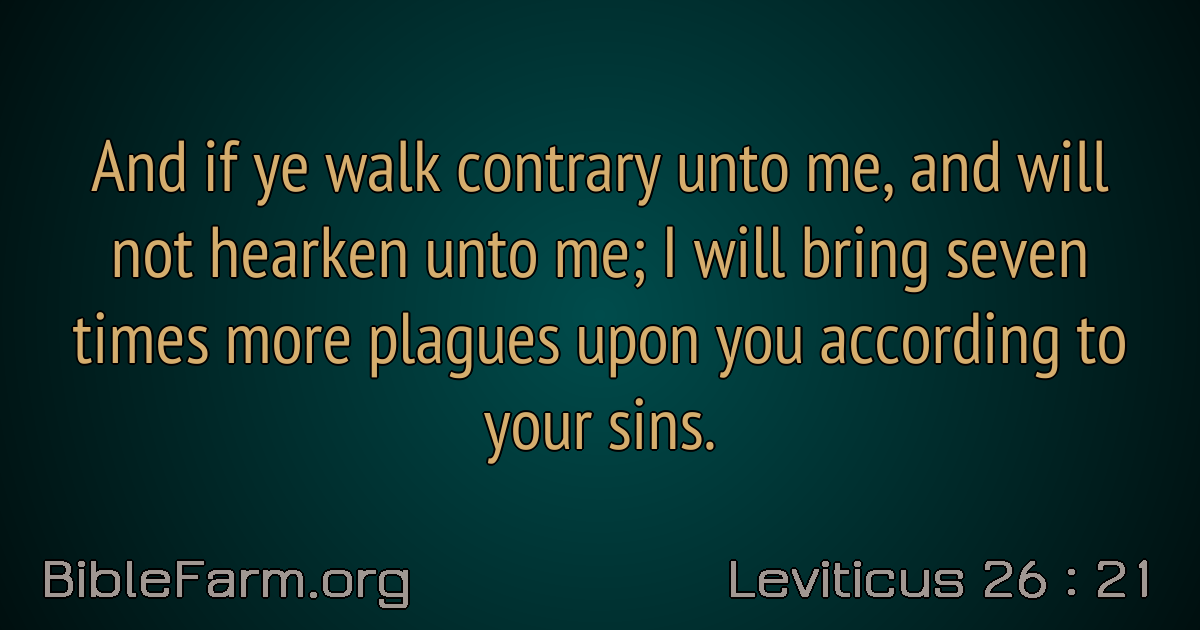 And if ye walk contrary unto me, and will
not hearken unto me; I will bring seven
times more plagues upon you according to
your sins.
BibleFarm.org
Leviticus 26 : 21